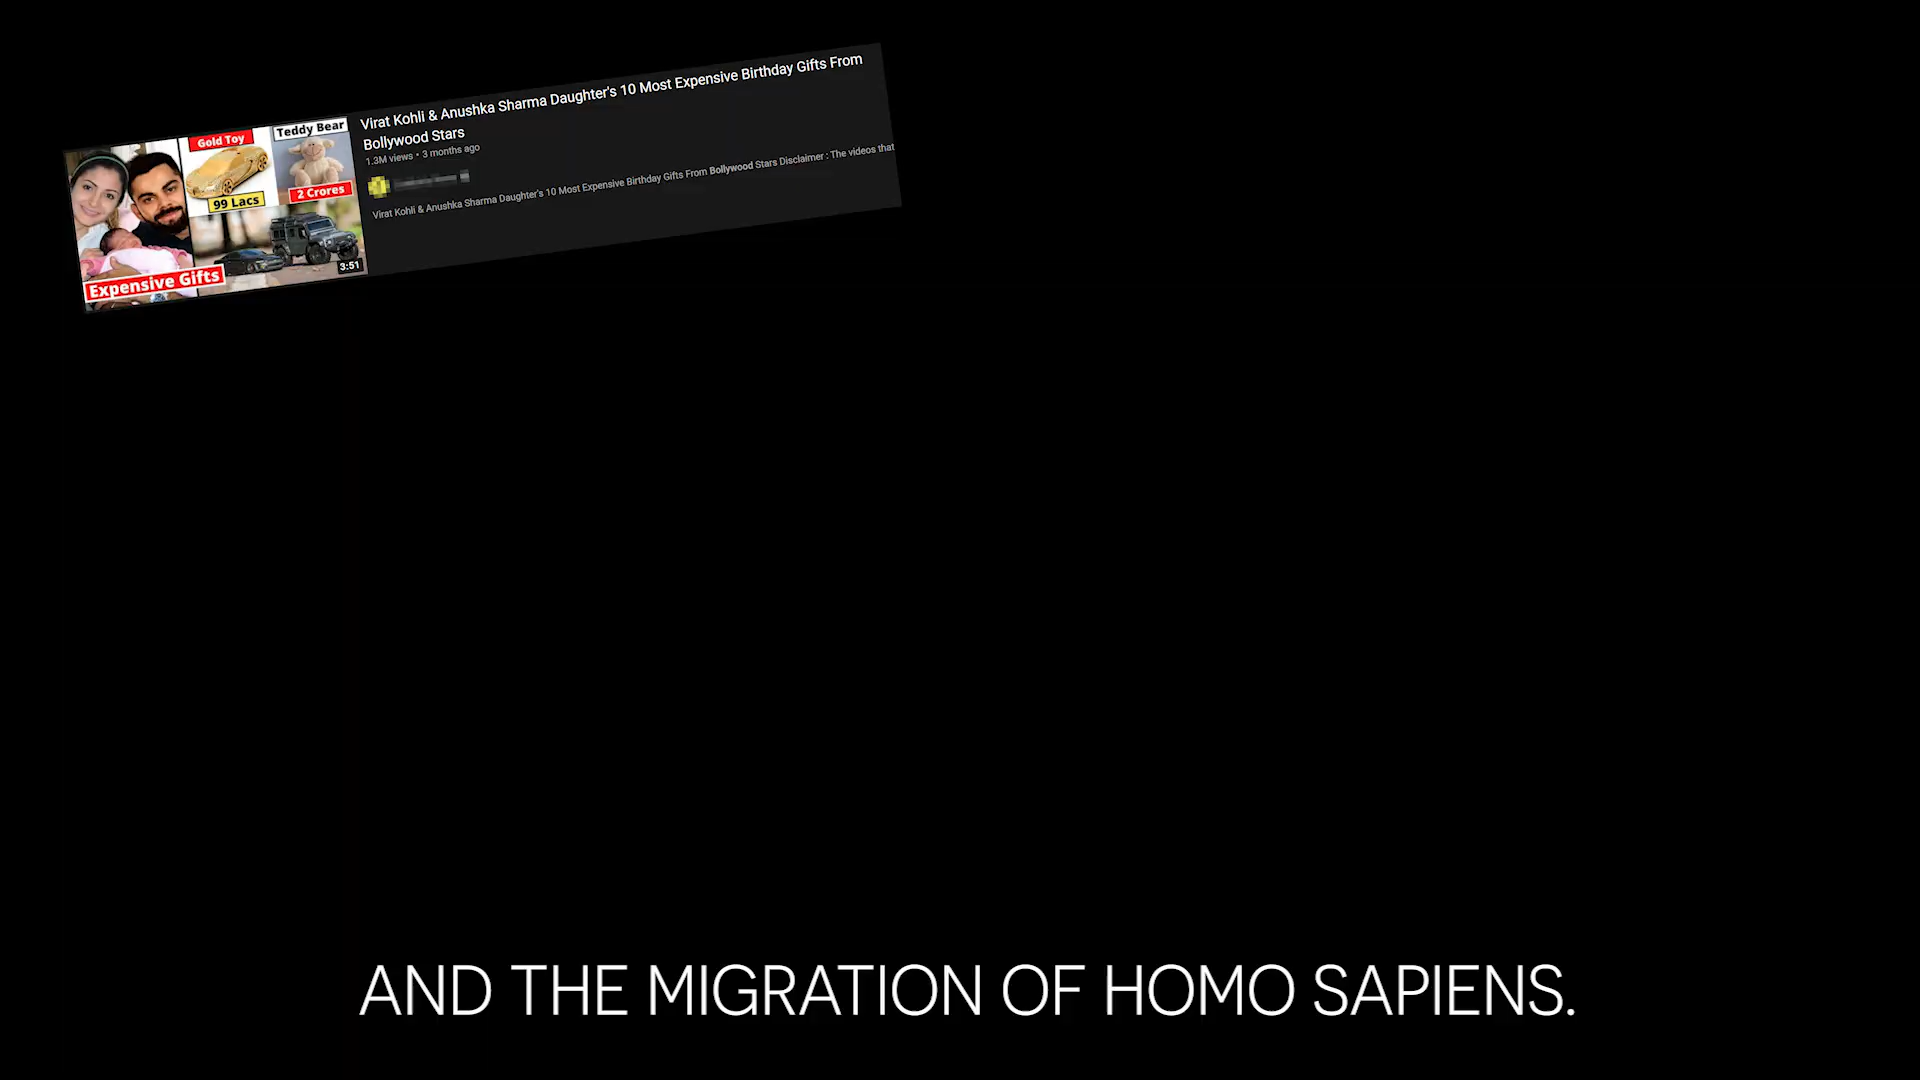 Virat Kohli & Anushka Sharma Daughter's 10 Most Expensive Birthday Gifts From
Bollywood Stars
1.3M views • 3 months ago
Virat Kohli & Anushka Sharma Daughter's 10 Most Expensive Birthday Gifts From Bollywood Stars Disclaimer : The videos that
Gold Toy
Teddy Bear
99 Lacs
2 Crores
Expensive Gifts
3:51
AND THE MIGRATION OF HOMO SAPIENS.